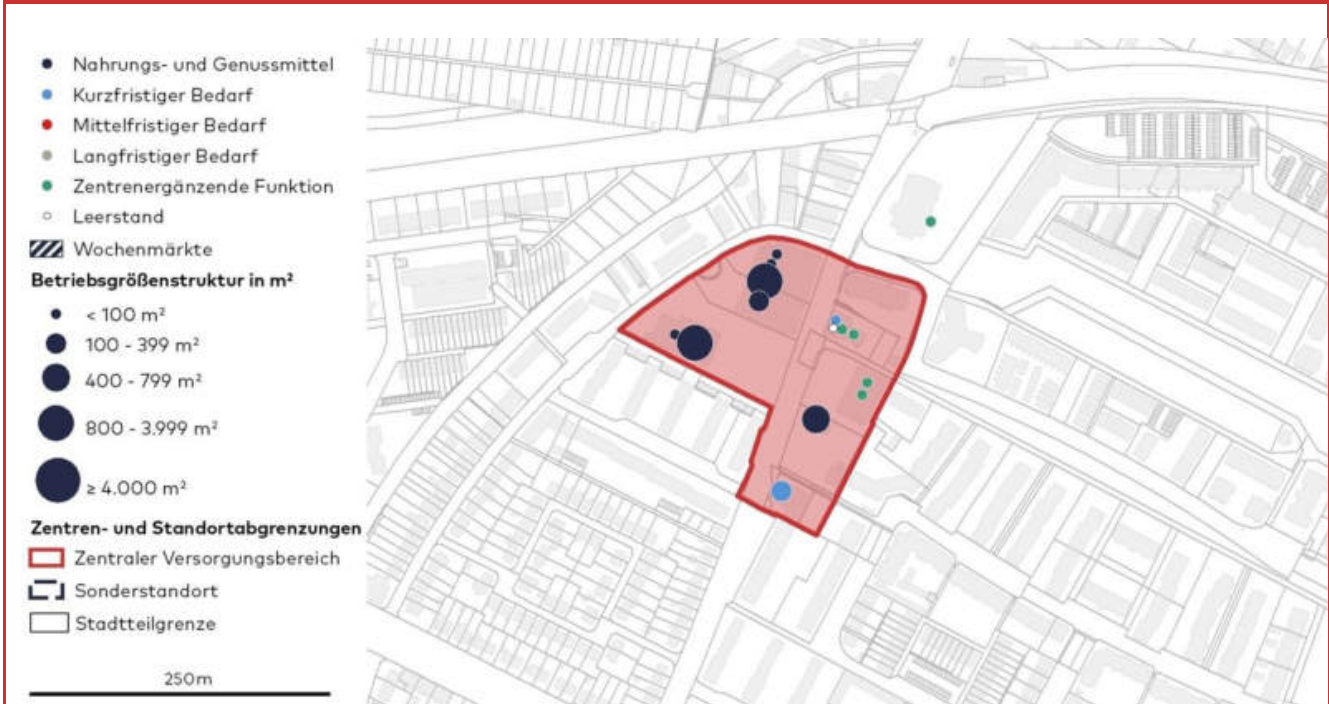 Nahrungs- und Genussmittel
Kurzfristiger Bedarf
Mittelfristiger Bedarf
Langfristiger Bedarf
Zentrenergänzende Funktion
Leerstand
Wochenmärkte
Betriebsgrößenstruktur in m²
< 100 m²
100 - 399 m²
400 - 799 m²
800 - 3.999 m²
≥ 4.000 m²
Zentren- und Standortabgrenzungen
Zentraler Versorgungsbereich
Sonderstandort
Stadtteilgrenze
250m